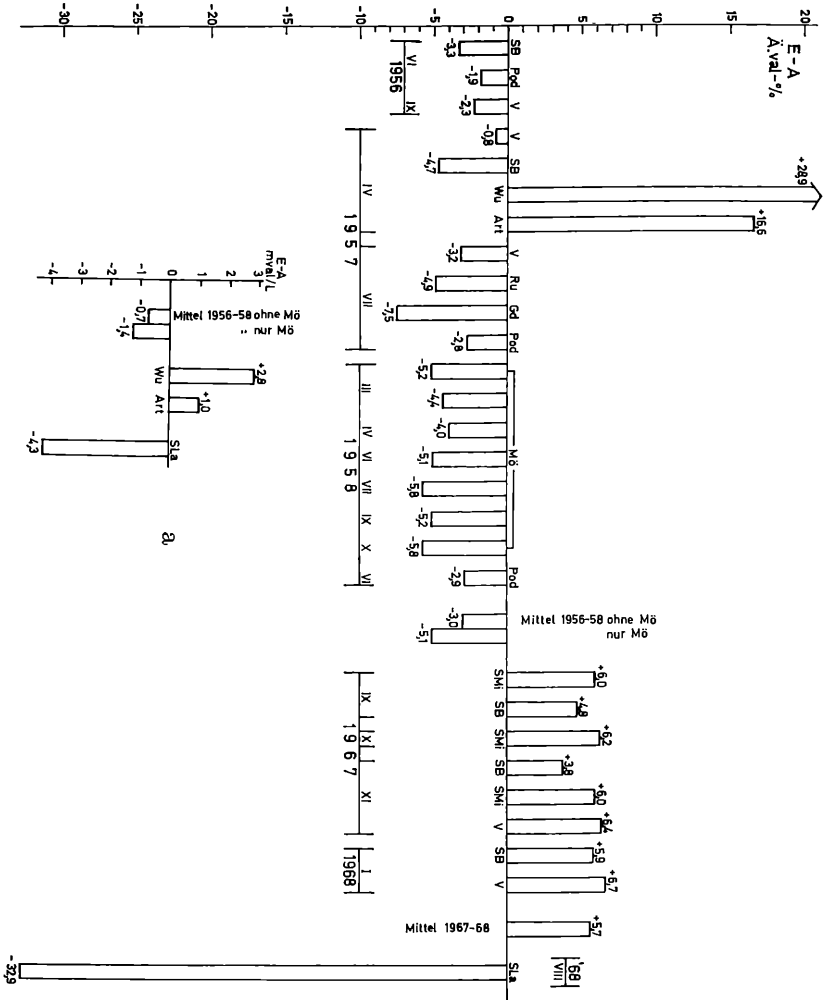 E-A
Ä.val-%
20
15
10
5
0
-5
-10
-15
-20
-25
-30
SB -3,3
Pod -1,9
V -2,3
VI IX
1956
V -0,8
SB -4,7
Wu +28,9
Art +16,6
V -3,2
Ru -4,9
Gd -7,5
Pod -2,8
IV VII
1957
Mö
-5,2
-4,4
-4,0
-5,1
-5,8
-5,2
-5,8
Pod -2,9
III IV VI VII IX X VII
1958
Mittel 1956-58 ohne Mö
nur Mö
-3,0
-5,1
SMi +6,0
SB +4,8
SMi +6,2
SB +3,8
SMi +6,0
V +6,4
IX X XI
1967
SB +5,9
V +6,7
I
1968
Mittel 1967-68
+5,7
'68
VIII
SLa
-32,9
E-A
mval/L
3
2
1
0
-1
-2
-3
-4
Mittel 1956-58 ohne Mö
" nur Mö
-0,7
-1,4
Wu +2,8
Art +1,0
SLa -4,3
a